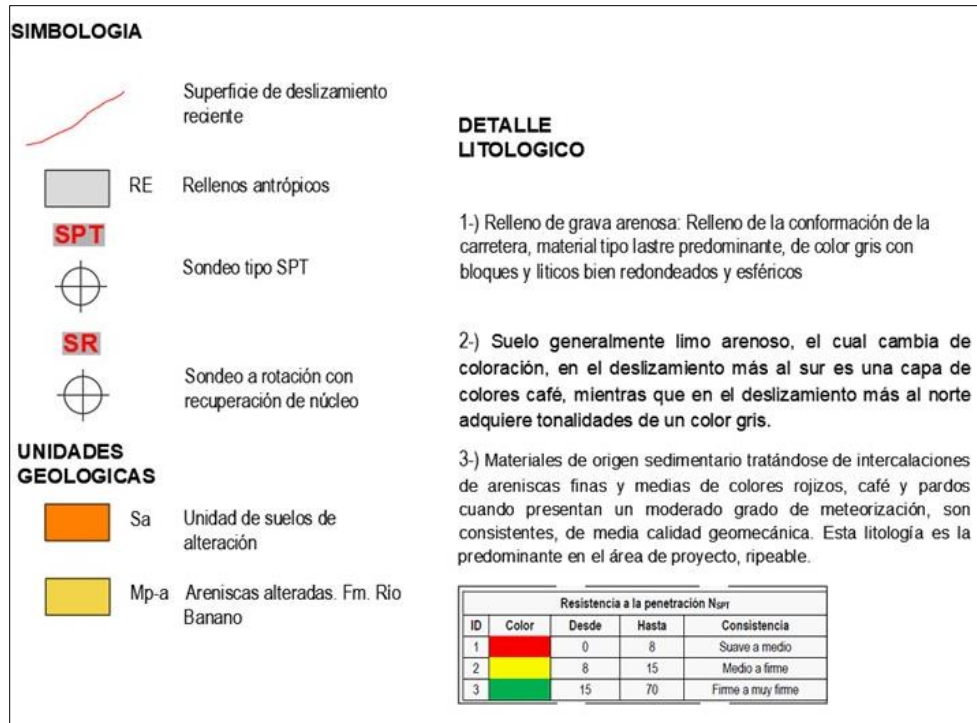 SIMBOLOGIA
Superficie de deslizamiento
reciente
RE Rellenos antrópicos
SPT
Sondeo tipo SPT
SR
Sondeo a rotación con
recuperación de núcleo
UNIDADES
GEOLOGICAS
Sa Unidad de suelos de
alteración
Mp-a Areniscas alteradas. Fm. Río
Banano
DETALLE
LITOLOGICO
1-) Relleno de grava arenosa: Relleno de la conformación de la
carretera, material tipo lastre predominante, de color gris con
bloques y líticos bien redondeados y esféricos
2-) Suelo generalmente limo arenoso, el cual cambia de
coloración, en el deslizamiento más al sur es una capa de
colores café, mientras que en el deslizamiento más al norte
adquiere tonalidades de un color gris.
3-) Materiales de origen sedimentario tratándose de intercalaciones
de areniscas finas y medias de colores rojizos, café y pardos
cuando presentan un moderado grado de meteorización, son
consistentes, de media calidad geomecánica. Esta litología es la
predominante en el área de proyecto, ripeable.
Resistencia a la penetración NSPT
ID Color Desde Hasta Consistencia
1 0 8 Suave a medio
2 8 15 Medio a firme
3 15 70 Firme a muy firme